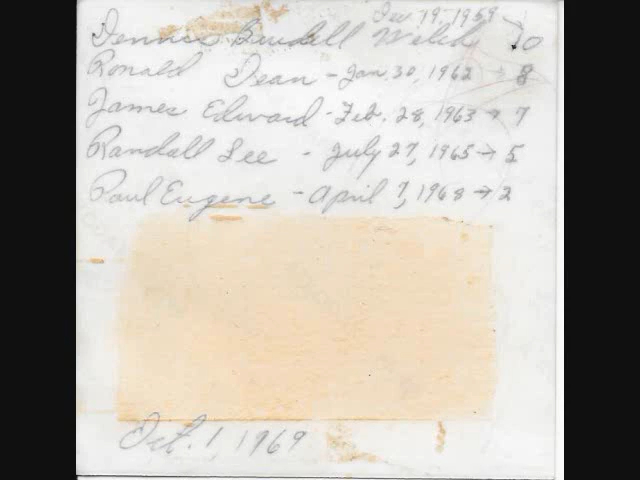 Dec 19, 1959
Dennis Burdell Welch 10
Ronald Dean - Jan 30, 1962 → 8
James Edward - Feb. 28, 1963 → 7
Randall Lee - July 27, 1965 → 5
Paul Eugene - April 7, 1968 → 2
Oct. 1, 1969